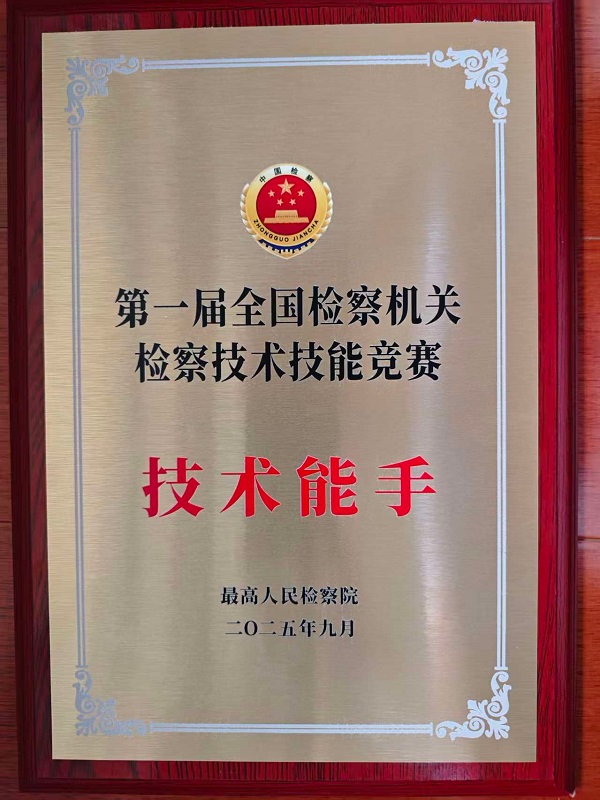 中国检察
ZHONGGUO JIANCHA
第一届全国检察机关
检察技术技能竞赛
技术能手
最高人民检察院
二〇二五年九月